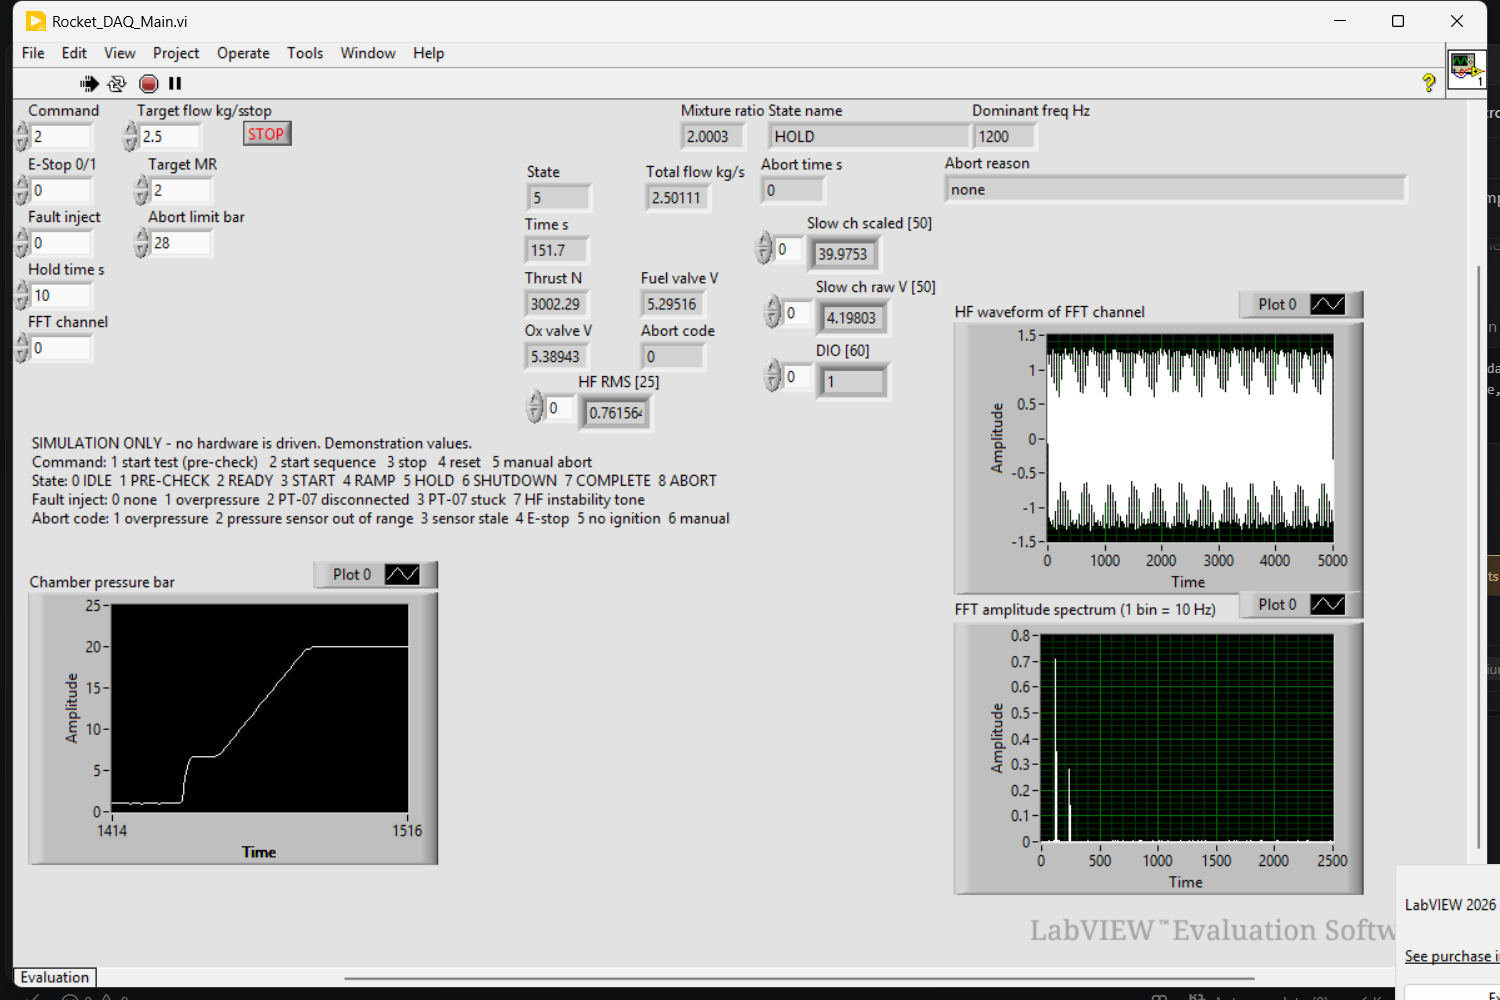 Rocket_DAQ_Main.vi
File Edit View Project Operate Tools Window Help
1
Command
2
Target flow kg/s
2.5
stop
STOP
E-Stop 0/1
0
Target MR
2
Fault inject
0
Abort limit bar
28
Hold time s
10
FFT channel
0
Mixture ratio
2.0003
State name
HOLD
Dominant freq Hz
1200
State
5
Total flow kg/s
2.50111
Abort time s
0
Abort reason
none
Time s
151.7
Slow ch scaled [50]
0
39.9753
Thrust N
3002.29
Fuel valve V
5.29516
Slow ch raw V [50]
0
4.19803
Ox valve V
5.38943
Abort code
0
DIO [60]
0
1
HF RMS [25]
0
0.76156
SIMULATION ONLY - no hardware is driven. Demonstration values.
Command: 1 start test (pre-check) 2 start sequence 3 stop 4 reset 5 manual abort
State: 0 IDLE 1 PRE-CHECK 2 READY 3 START 4 RAMP 5 HOLD 6 SHUTDOWN 7 COMPLETE 8 ABORT
Fault inject: 0 none 1 overpressure 2 PT-07 disconnected 3 PT-07 stuck 7 HF instability tone
Abort code: 1 overpressure 2 pressure sensor out of range 3 sensor stale 4 E-stop 5 no ignition 6 manual
Chamber pressure bar
Plot 0
25
20
15
10
5
0
Amplitude
1414 1516
Time
HF waveform of FFT channel
Plot 0
1.5
1
0.5
0
-0.5
-1
-1.5
Amplitude
0 1000 2000 3000 4000 5000
Time
FFT amplitude spectrum (1 bin = 10 Hz)
Plot 0
0.8
0.7
0.6
0.5
0.4
0.3
0.2
0.1
0
Amplitude
0 500 1000 1500 2000 2500
Time
LabVIEW™ Evaluation Softw
LabVIEW 2026
See purchase i
Evaluation